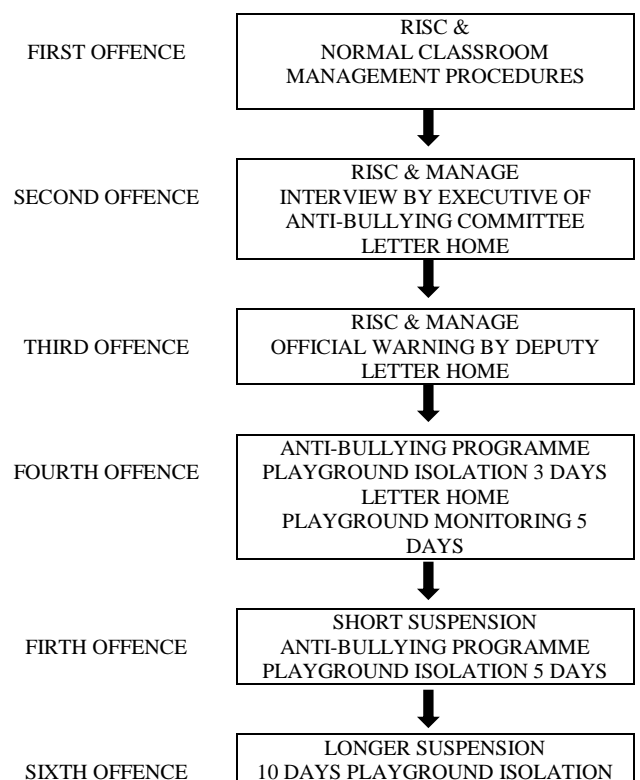 RISC &
FIRST OFFENCE NORMAL CLASSROOM
MANAGEMENT PROCEDURES
RISC & MANAGE
SECOND OFFENCE INTERVIEW BY EXECUTIVE OF
ANTI-BULLYING COMMITTEE
LETTER HOME
RISC & MANAGE
THIRD OFFENCE OFFICIAL WARNING BY DEPUTY
LETTER HOME
ANTI-BULLYING PROGRAMME
FOURTH OFFENCE PLAYGROUND ISOLATION 3 DAYS
LETTER HOME
PLAYGROUND MONITORING 5
DAYS
SHORT SUSPENSION
FIRTH OFFENCE ANTI-BULLYING PROGRAMME
PLAYGROUND ISOLATION 5 DAYS
LONGER SUSPENSION
SIXTH OFFENCE 10 DAYS PLAYGROUND ISOLATION